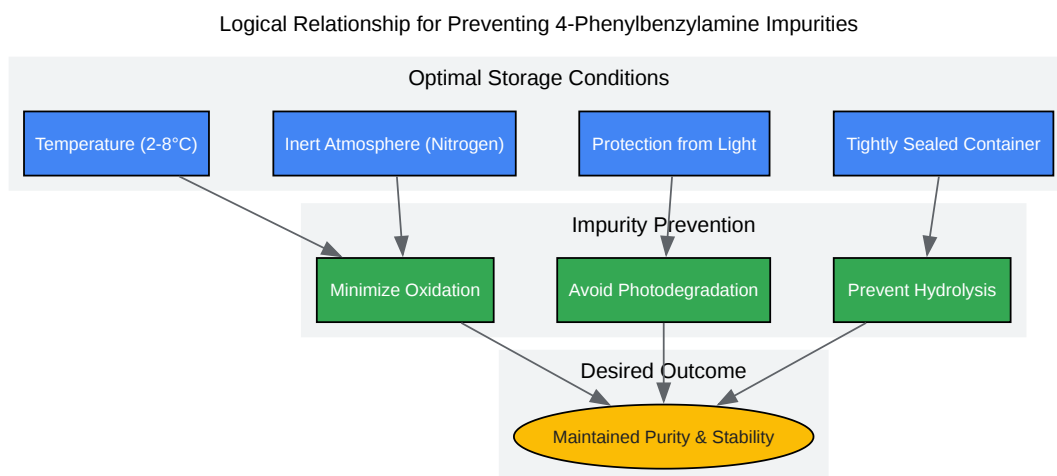 Logical Relationship for Preventing 4-Phenylbenzylamine Impurities
Optimal Storage Conditions
Temperature (2-8°C)
Inert Atmosphere (Nitrogen)
Protection from Light
Tightly Sealed Container
Impurity Prevention
Minimize Oxidation
Avoid Photodegradation
Prevent Hydrolysis
Desired Outcome
Maintained Purity & Stability